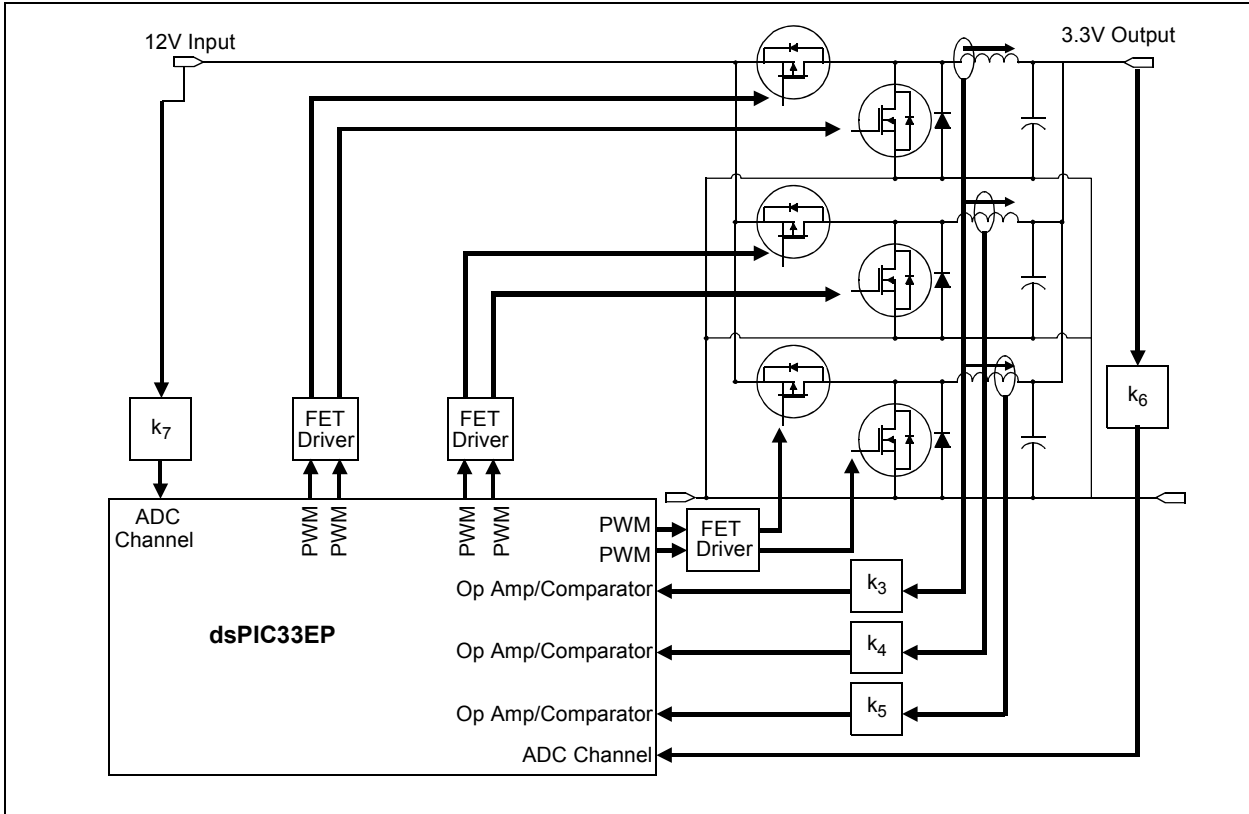 12V Input
3.3V Output
k7
FET
Driver
FET
Driver
k6
ADC
Channel
PWM
PWM
PWM
PWM
PWM
PWM
FET
Driver
Op Amp/Comparator
k3
dsPIC33EP
Op Amp/Comparator
k4
Op Amp/Comparator
k5
ADC Channel